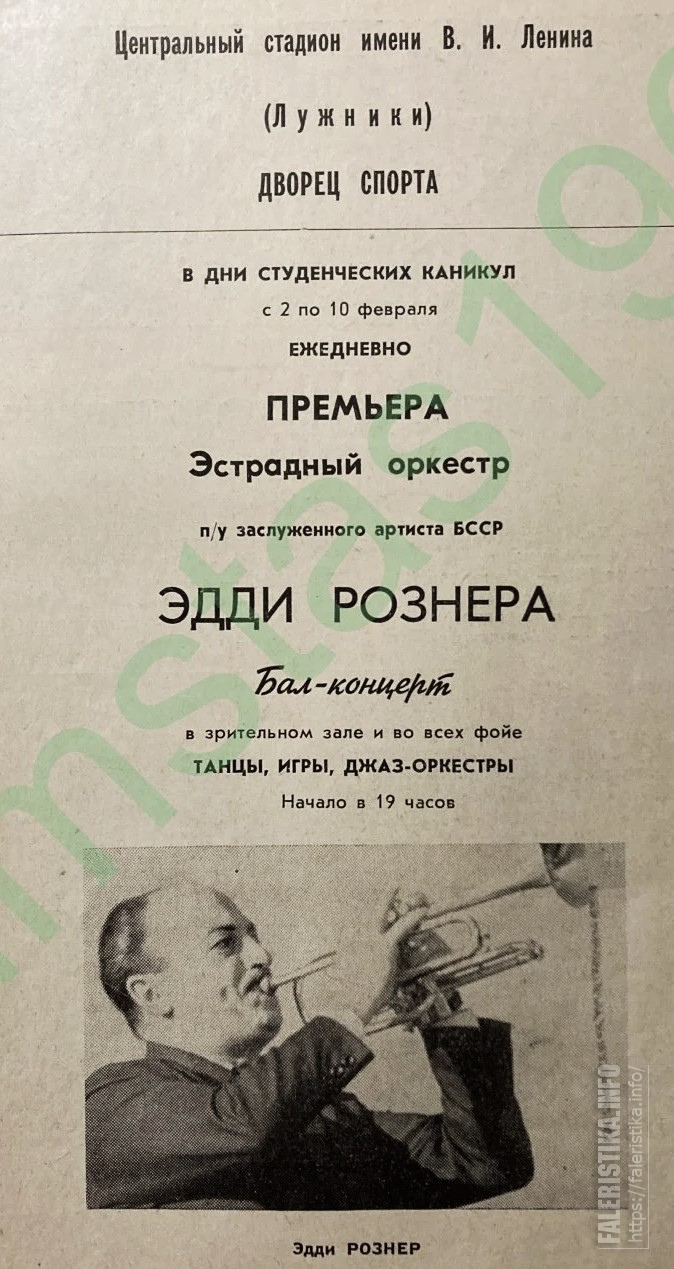 Центральный стадион имени В. И. Ленина
(Лужники)
ДВОРЕЦ СПОРТА
В ДНИ СТУДЕНЧЕСКИХ КАНИКУЛ
с 2 по 10 февраля
ЕЖЕДНЕВНО
ПРЕМЬЕРА
Эстрадный оркестр
п/у заслуженного артиста БССР
ЭДДИ РОЗНЕРА
Бал-концерт
в зрительном зале и во всех фойе
ТАНЦЫ, ИГРЫ, ДЖАЗ-ОРКЕСТРЫ
Начало в 19 часов
Эдди РОЗНЕР
FALERISTIKA.INFO
https://faleristika.info/